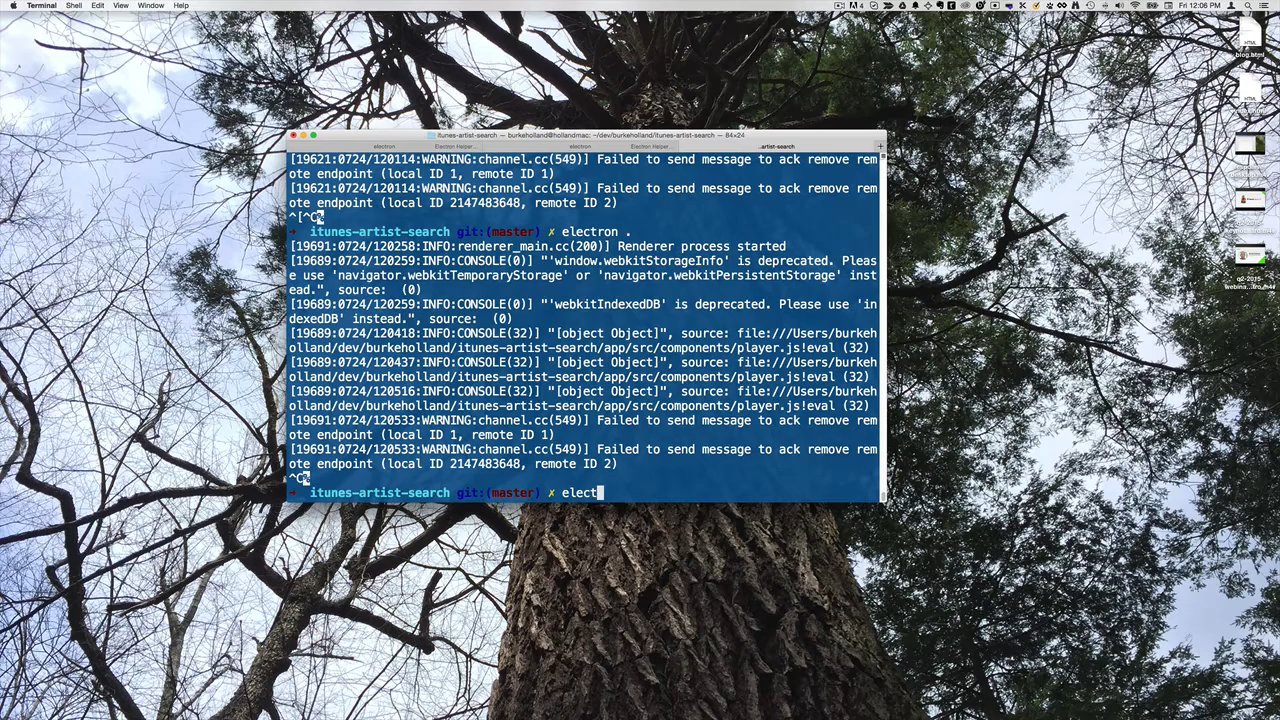 Terminal Shell Edit View Window Help
4 Fri 12:06 PM
HTML
blog.html
HTML
itunes-artist-search — burkeholland@hollandmac: ~/dev/burkeholland/itunes-artist-search — 84×24
electron Electron Helper... electron Electron Helper... ...artist-search +
[19621:0724/120114:WARNING:channel.cc(549)] Failed to send message to ack remove rem
ote endpoint (local ID 1, remote ID 1)
[19621:0724/120114:WARNING:channel.cc(549)] Failed to send message to ack remove rem
ote endpoint (local ID 2147483648, remote ID 2)
^[^C%
➜ itunes-artist-search git:(master) ✗ electron .
[19691:0724/120258:INFO:renderer_main.cc(200)] Renderer process started
[19689:0724/120259:INFO:CONSOLE(0)] "'window.webkitStorageInfo' is deprecated. Pleas
e use 'navigator.webkitTemporaryStorage' or 'navigator.webkitPersistentStorage' inst
ead.", source:  (0)
[19689:0724/120259:INFO:CONSOLE(0)] "'webkitIndexedDB' is deprecated. Please use 'in
dexedDB' instead.", source:  (0)
[19689:0724/120418:INFO:CONSOLE(32)] "[object Object]", source: file:///Users/burkeh
olland/dev/burkeholland/itunes-artist-search/app/src/components/player.js!eval (32)
[19689:0724/120437:INFO:CONSOLE(32)] "[object Object]", source: file:///Users/burkeh
olland/dev/burkeholland/itunes-artist-search/app/src/components/player.js!eval (32)
[19689:0724/120516:INFO:CONSOLE(32)] "[object Object]", source: file:///Users/burkeh
olland/dev/burkeholland/itunes-artist-search/app/src/components/player.js!eval (32)
[19691:0724/120533:WARNING:channel.cc(549)] Failed to send message to ack remove rem
ote endpoint (local ID 1, remote ID 1)
[19691:0724/120533:WARNING:channel.cc(549)] Failed to send message to ack remove rem
ote endpoint (local ID 2147483648, remote ID 2)
^C%
➜ itunes-artist-search git:(master) ✗ elect